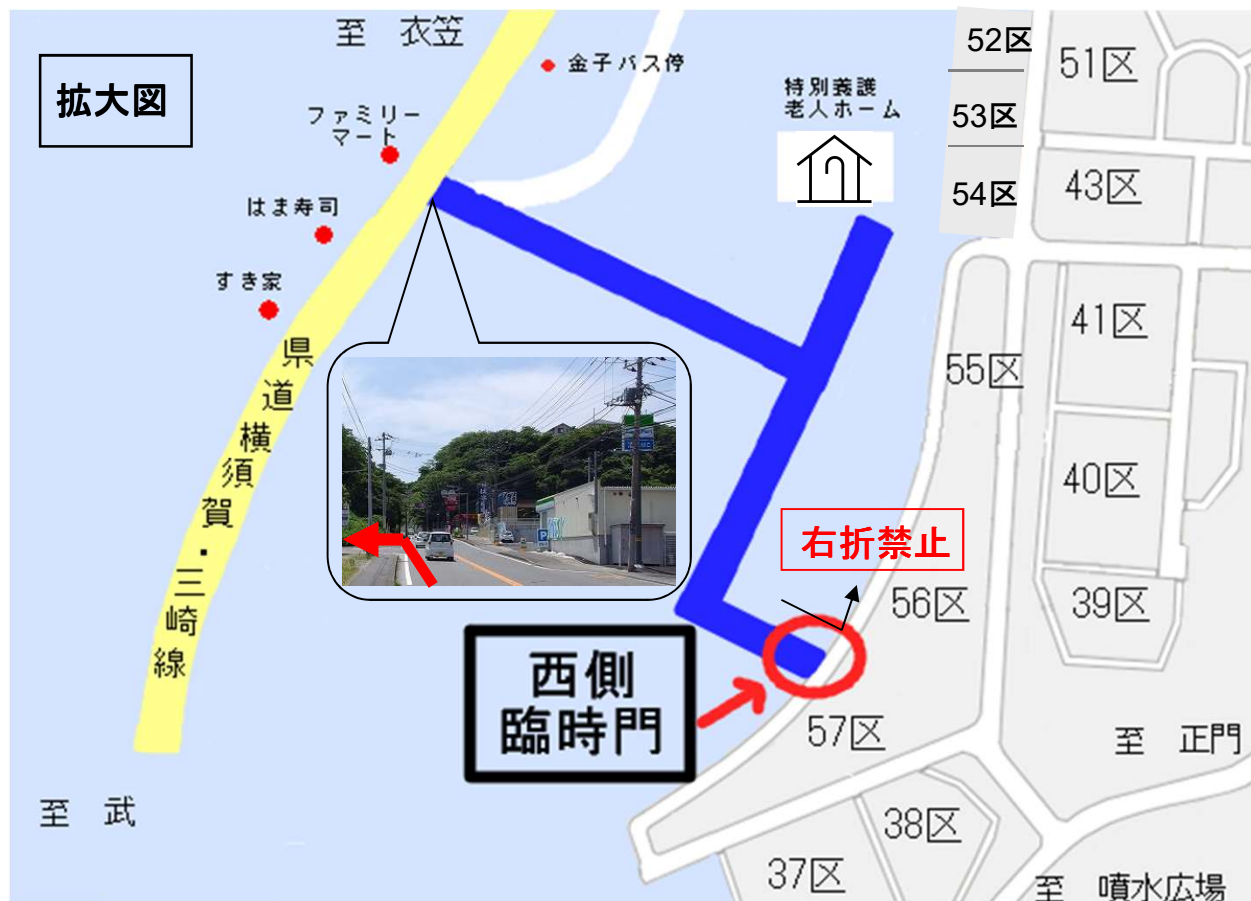 拡大図
至 衣笠
金子バス停
ファミリー
マート
はま寿司
すき家
県道横須賀・三崎線
至 武
特別養護
老人ホーム
52区
53区
54区
51区
43区
41区
55区
40区
右折禁止
56区
39区
西側
臨時門
57区
至 正門
38区
37区
至 噴水広場
P